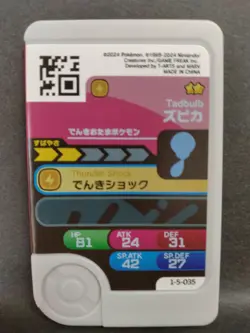 ©2024 Pokémon. ©1995-2024 Nintendo/
Creatures Inc./GAME FREAK inc.
Developed by T-ARTS and MARV
MADE IN CHINA
Tadbulb
ズピカ
でんきおたまポケモン
すばやさ
Thunder Shock
でんきショック
HP
81
ATK
24
DEF
31
SP.ATK
42
SP.DEF
27
1-5-035